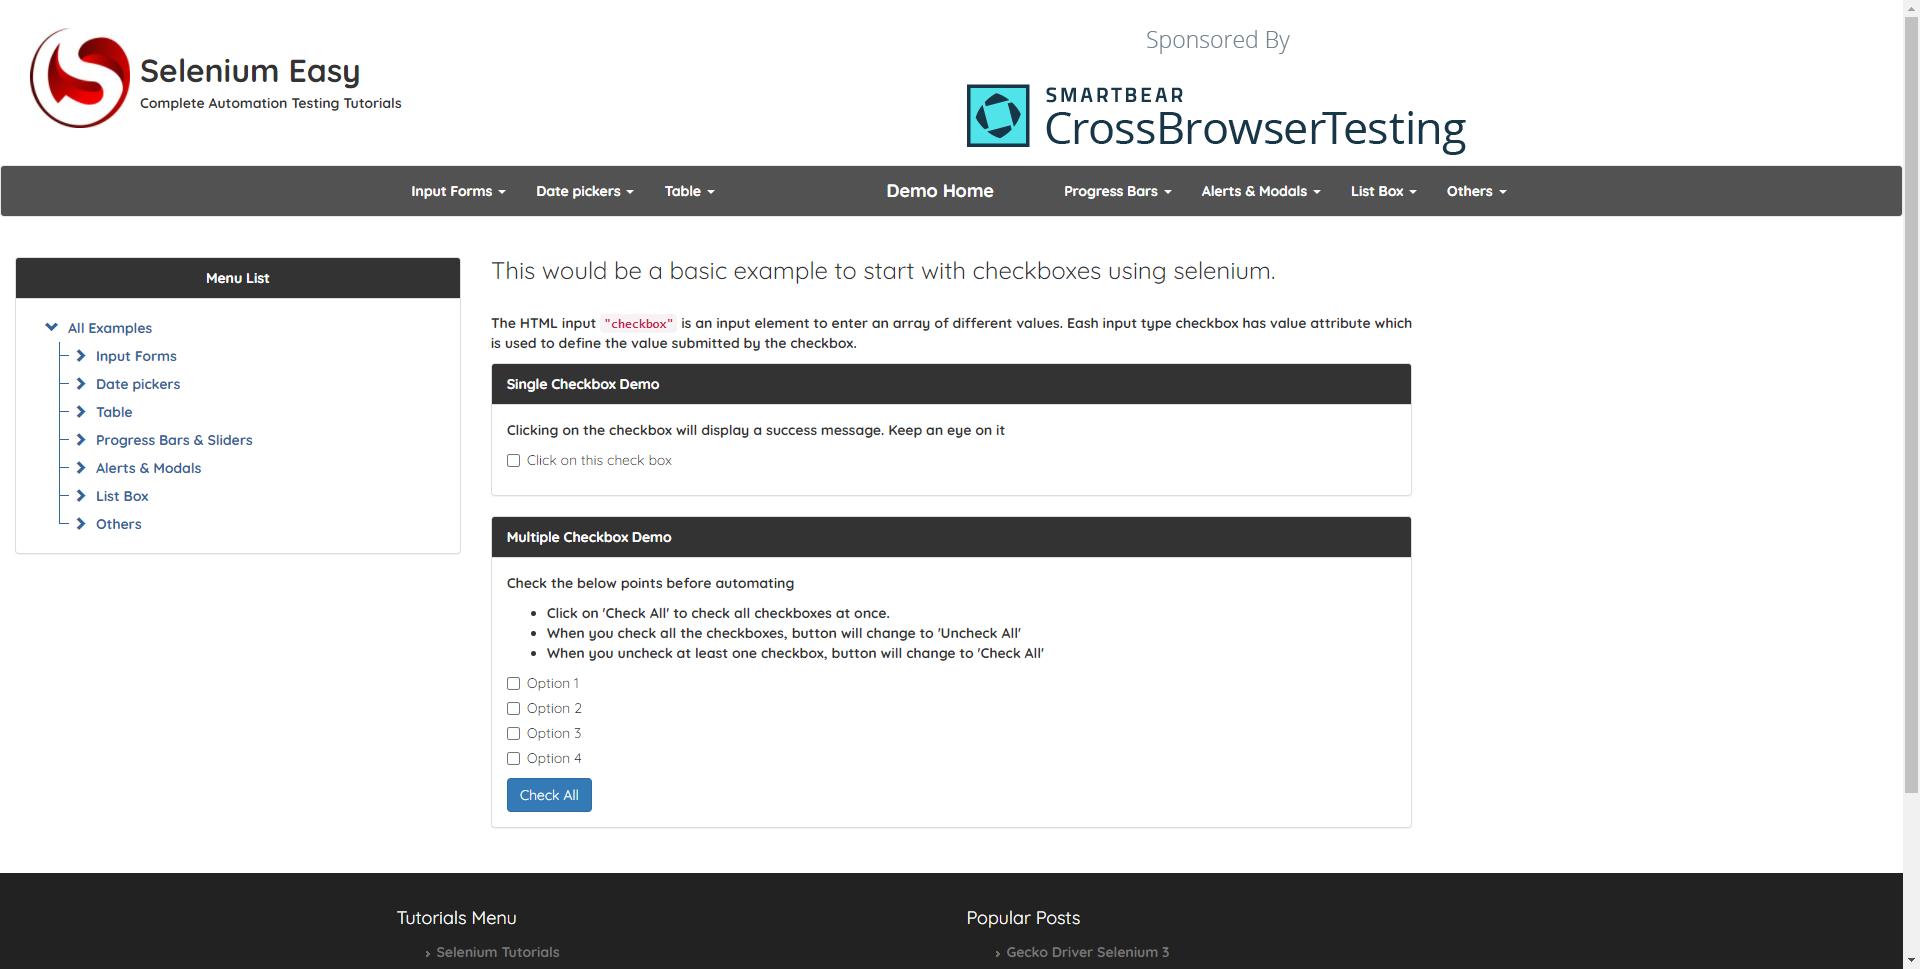 Selenium Easy
Complete Automation Testing Tutorials
Sponsored By
SMARTBEAR
CrossBrowserTesting
Input Forms
Date pickers
Table
Demo Home
Progress Bars
Alerts & Modals
List Box
Others
Menu List
All Examples
Input Forms
Date pickers
Table
Progress Bars & Sliders
Alerts & Modals
List Box
Others
This would be a basic example to start with checkboxes using selenium.
The HTML input "checkbox" is an input element to enter an array of different values. Eash input type checkbox has value attribute which
is used to define the value submitted by the checkbox.
Single Checkbox Demo
Clicking on the checkbox will display a success message. Keep an eye on it
Click on this check box
Multiple Checkbox Demo
Check the below points before automating
• Click on 'Check All' to check all checkboxes at once.
• When you check all the checkboxes, button will change to 'Uncheck All'
• When you uncheck at least one checkbox, button will change to 'Check All'
Option 1
Option 2
Option 3
Option 4
Check All
Tutorials Menu
Selenium Tutorials
Popular Posts
Gecko Driver Selenium 3